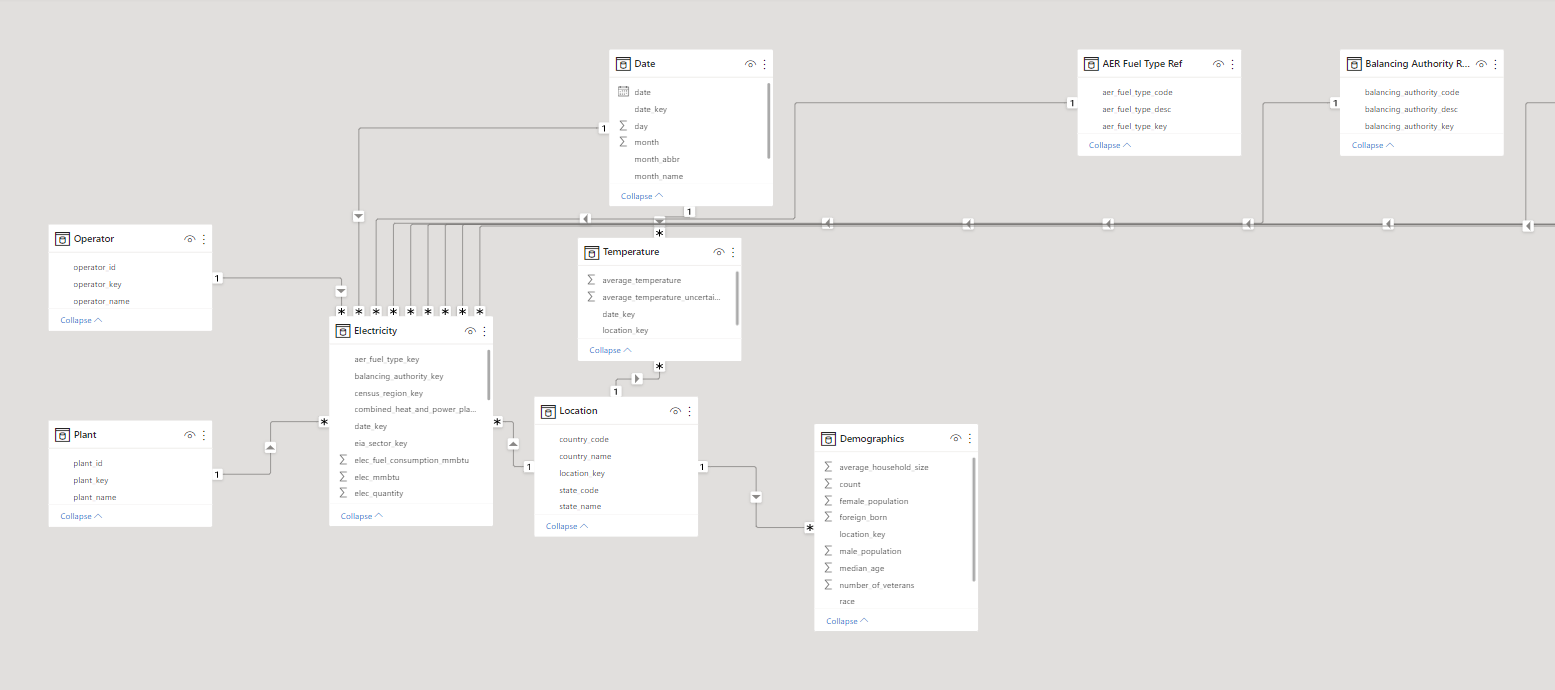 Date
date
date_key
day
month
month_abbr
month_name
Collapse
1
1
AER Fuel Type Ref
aer_fuel_type_code
aer_fuel_type_desc
aer_fuel_type_key
Collapse
1
Balancing Authority R...
balancing_authority_code
balancing_authority_desc
balancing_authority_key
Collapse
1
Operator
operator_id
operator_key
operator_name
Collapse
1
*
Temperature
average_temperature
average_temperature_uncertai...
date_key
location_key
Collapse
*
1
* * * * * * * * *
Electricity
aer_fuel_type_key
balancing_authority_key
census_region_key
combined_heat_and_power_pla...
date_key
eia_sector_key
elec_fuel_consumption_mmbtu
elec_mmbtu
elec_quantity
Collapse
*
*
Plant
plant_id
plant_key
plant_name
Collapse
1
Location
country_code
country_name
location_key
state_code
state_name
Collapse
1
1
Demographics
average_household_size
count
female_population
foreign_born
location_key
male_population
median_age
number_of_veterans
race
Collapse
*